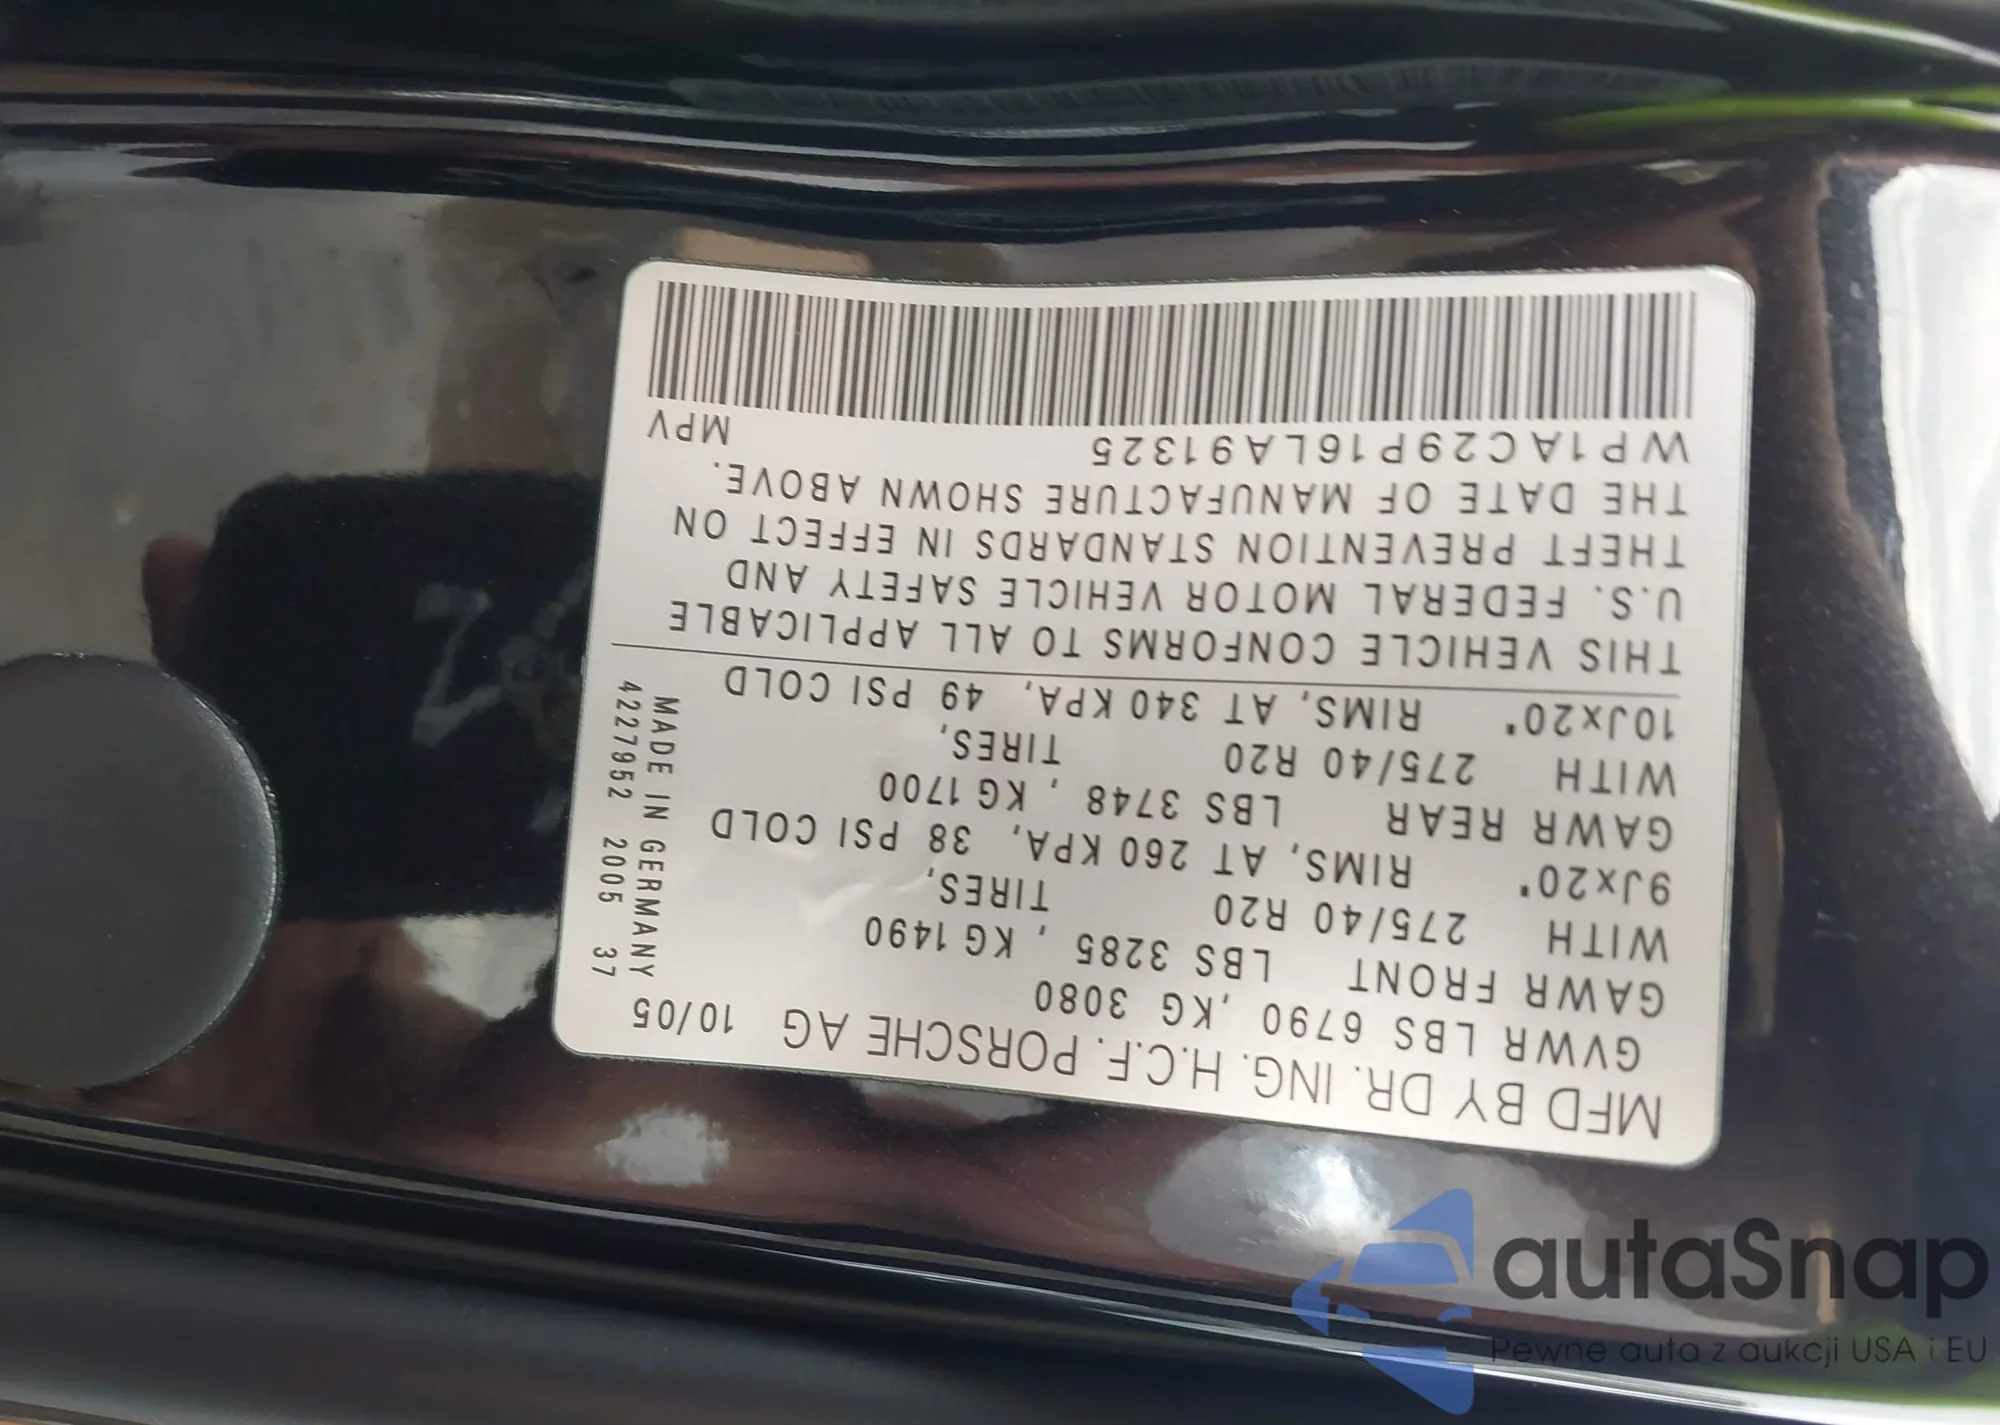 MFD BY DR. ING. H.C.F. PORSCHE AG 10/05
GVWR LBS 6790 ,KG 3080
GAWR FRONT LBS 3285 , KG 1490
WITH 275/40 R20 TIRES,
9Jx20" RIMS, AT 260 KPA, 38 PSI COLD
GAWR REAR LBS 3748 , KG 1700
WITH 275/40 R20 TIRES,
10Jx20" RIMS, AT 340 KPA, 49 PSI COLD
MADE IN GERMANY
4227952 2005 37
THIS VEHICLE CONFORMS TO ALL APPLICABLE
U.S. FEDERAL MOTOR VEHICLE SAFETY AND
THEFT PREVENTION STANDARDS IN EFFECT ON
THE DATE OF MANUFACTURE SHOWN ABOVE.
WP1AC29P16LA91325 MPV
autaSnap
Pewne auta z aukcji USA i EU